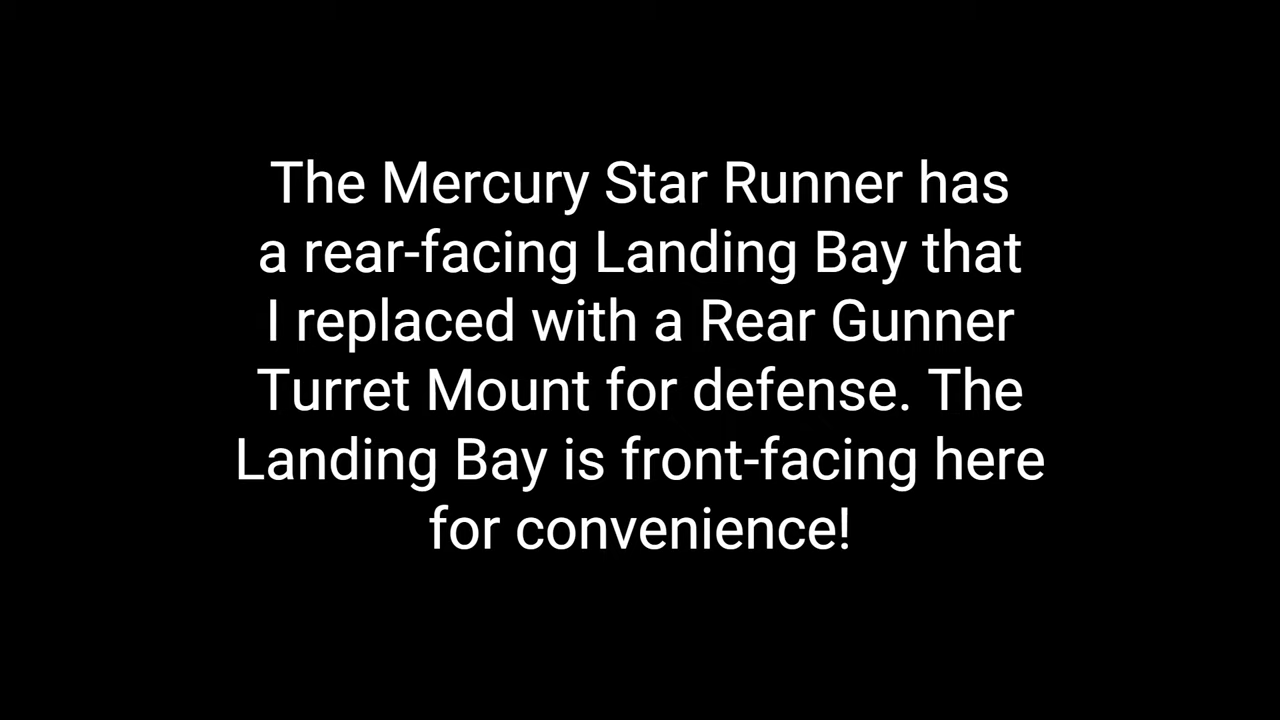 The Mercury Star Runner has
a rear-facing Landing Bay that
I replaced with a Rear Gunner
Turret Mount for defense. The
Landing Bay is front-facing here
for convenience!